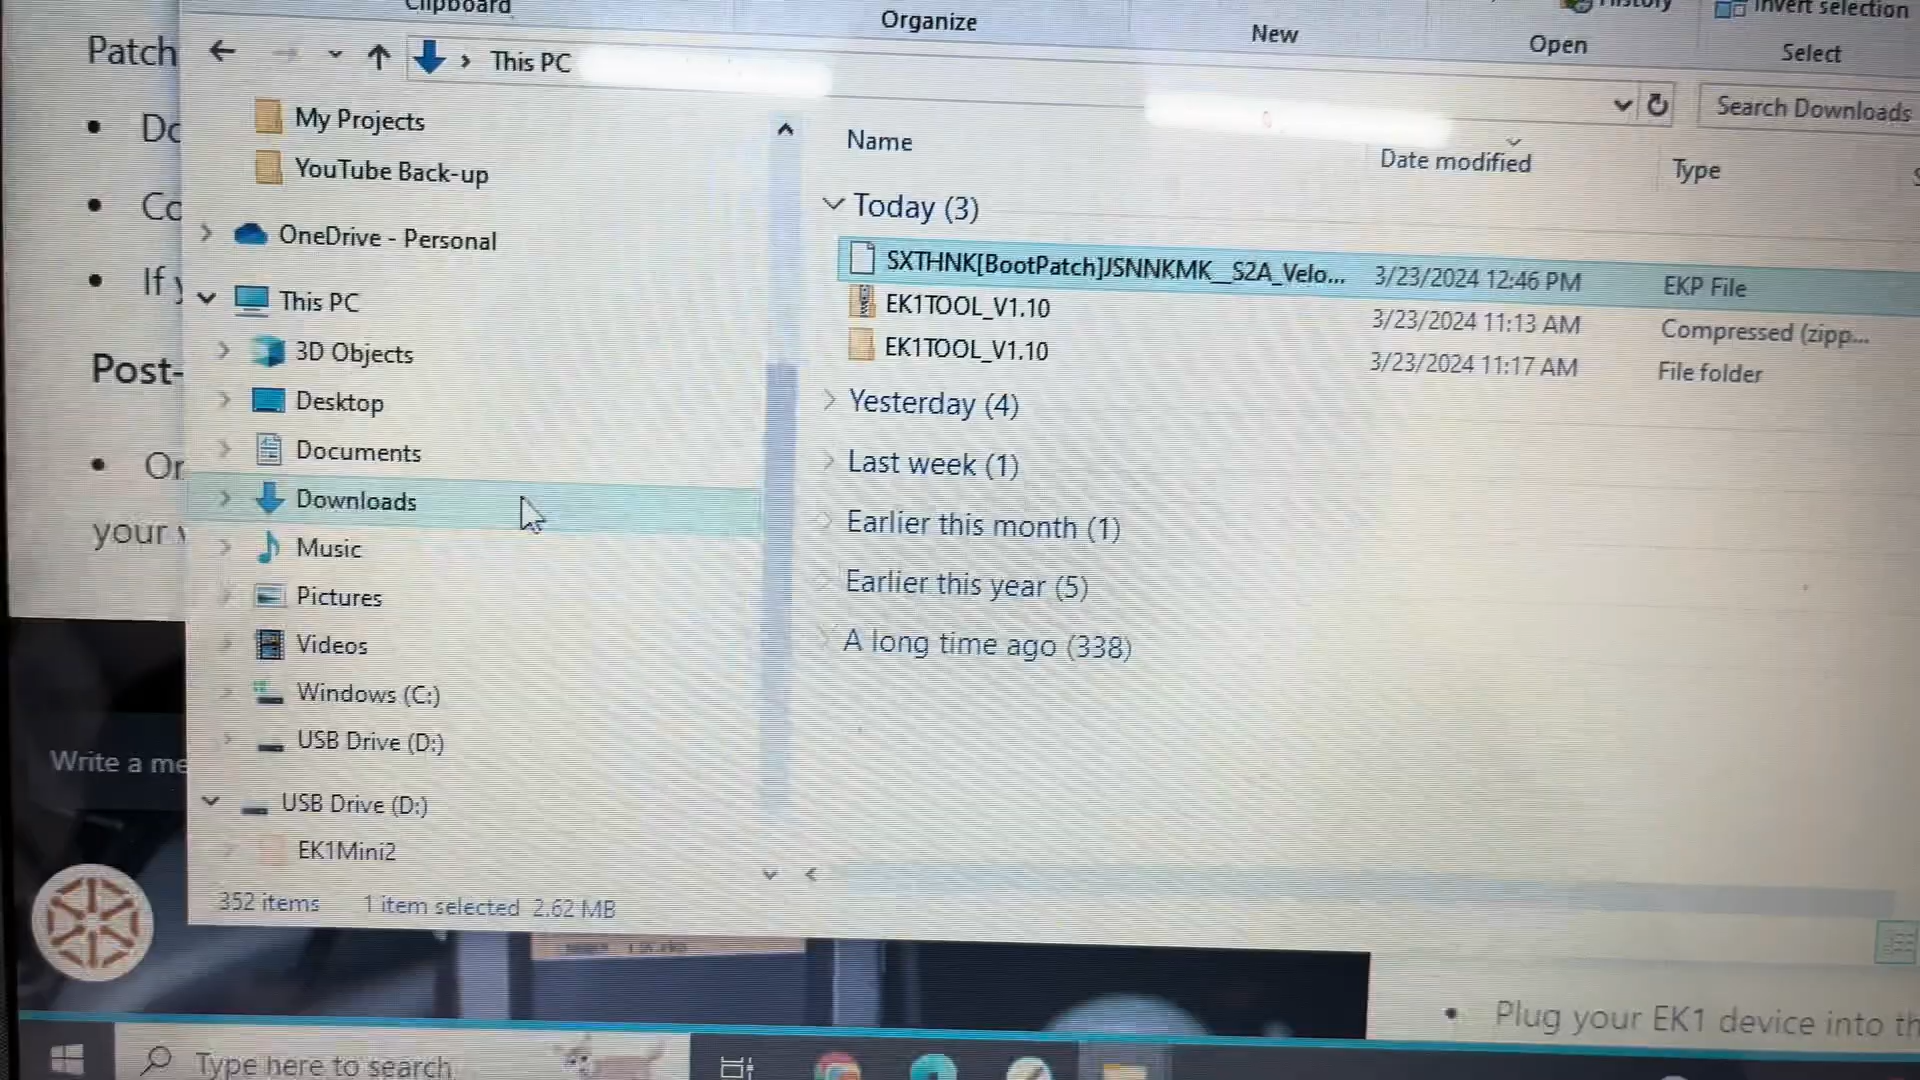 Clipboard
Organize
New
Open
History
Invert selection
Select
Patch
This PC
Search Downloads
My Projects
YouTube Back-up
OneDrive - Personal
This PC
3D Objects
Desktop
Documents
Downloads
Music
Pictures
Videos
Windows (C:)
USB Drive (D:)
USB Drive (D:)
EK1Mini2
352 items 1 item selected 2.62 MB
Name Date modified Type
Today (3)
SXTHNK[BootPatch]JSNNKMK__S2A_Velo... 3/23/2024 12:46 PM EKP File
EK1TOOL_V1.10 3/23/2024 11:13 AM Compressed (zipp...
EK1TOOL_V1.10 3/23/2024 11:17 AM File folder
Yesterday (4)
Last week (1)
Earlier this month (1)
Earlier this year (5)
A long time ago (338)
If
Post-
your
Write a me
Plug your EK1 device into th
Type here to search